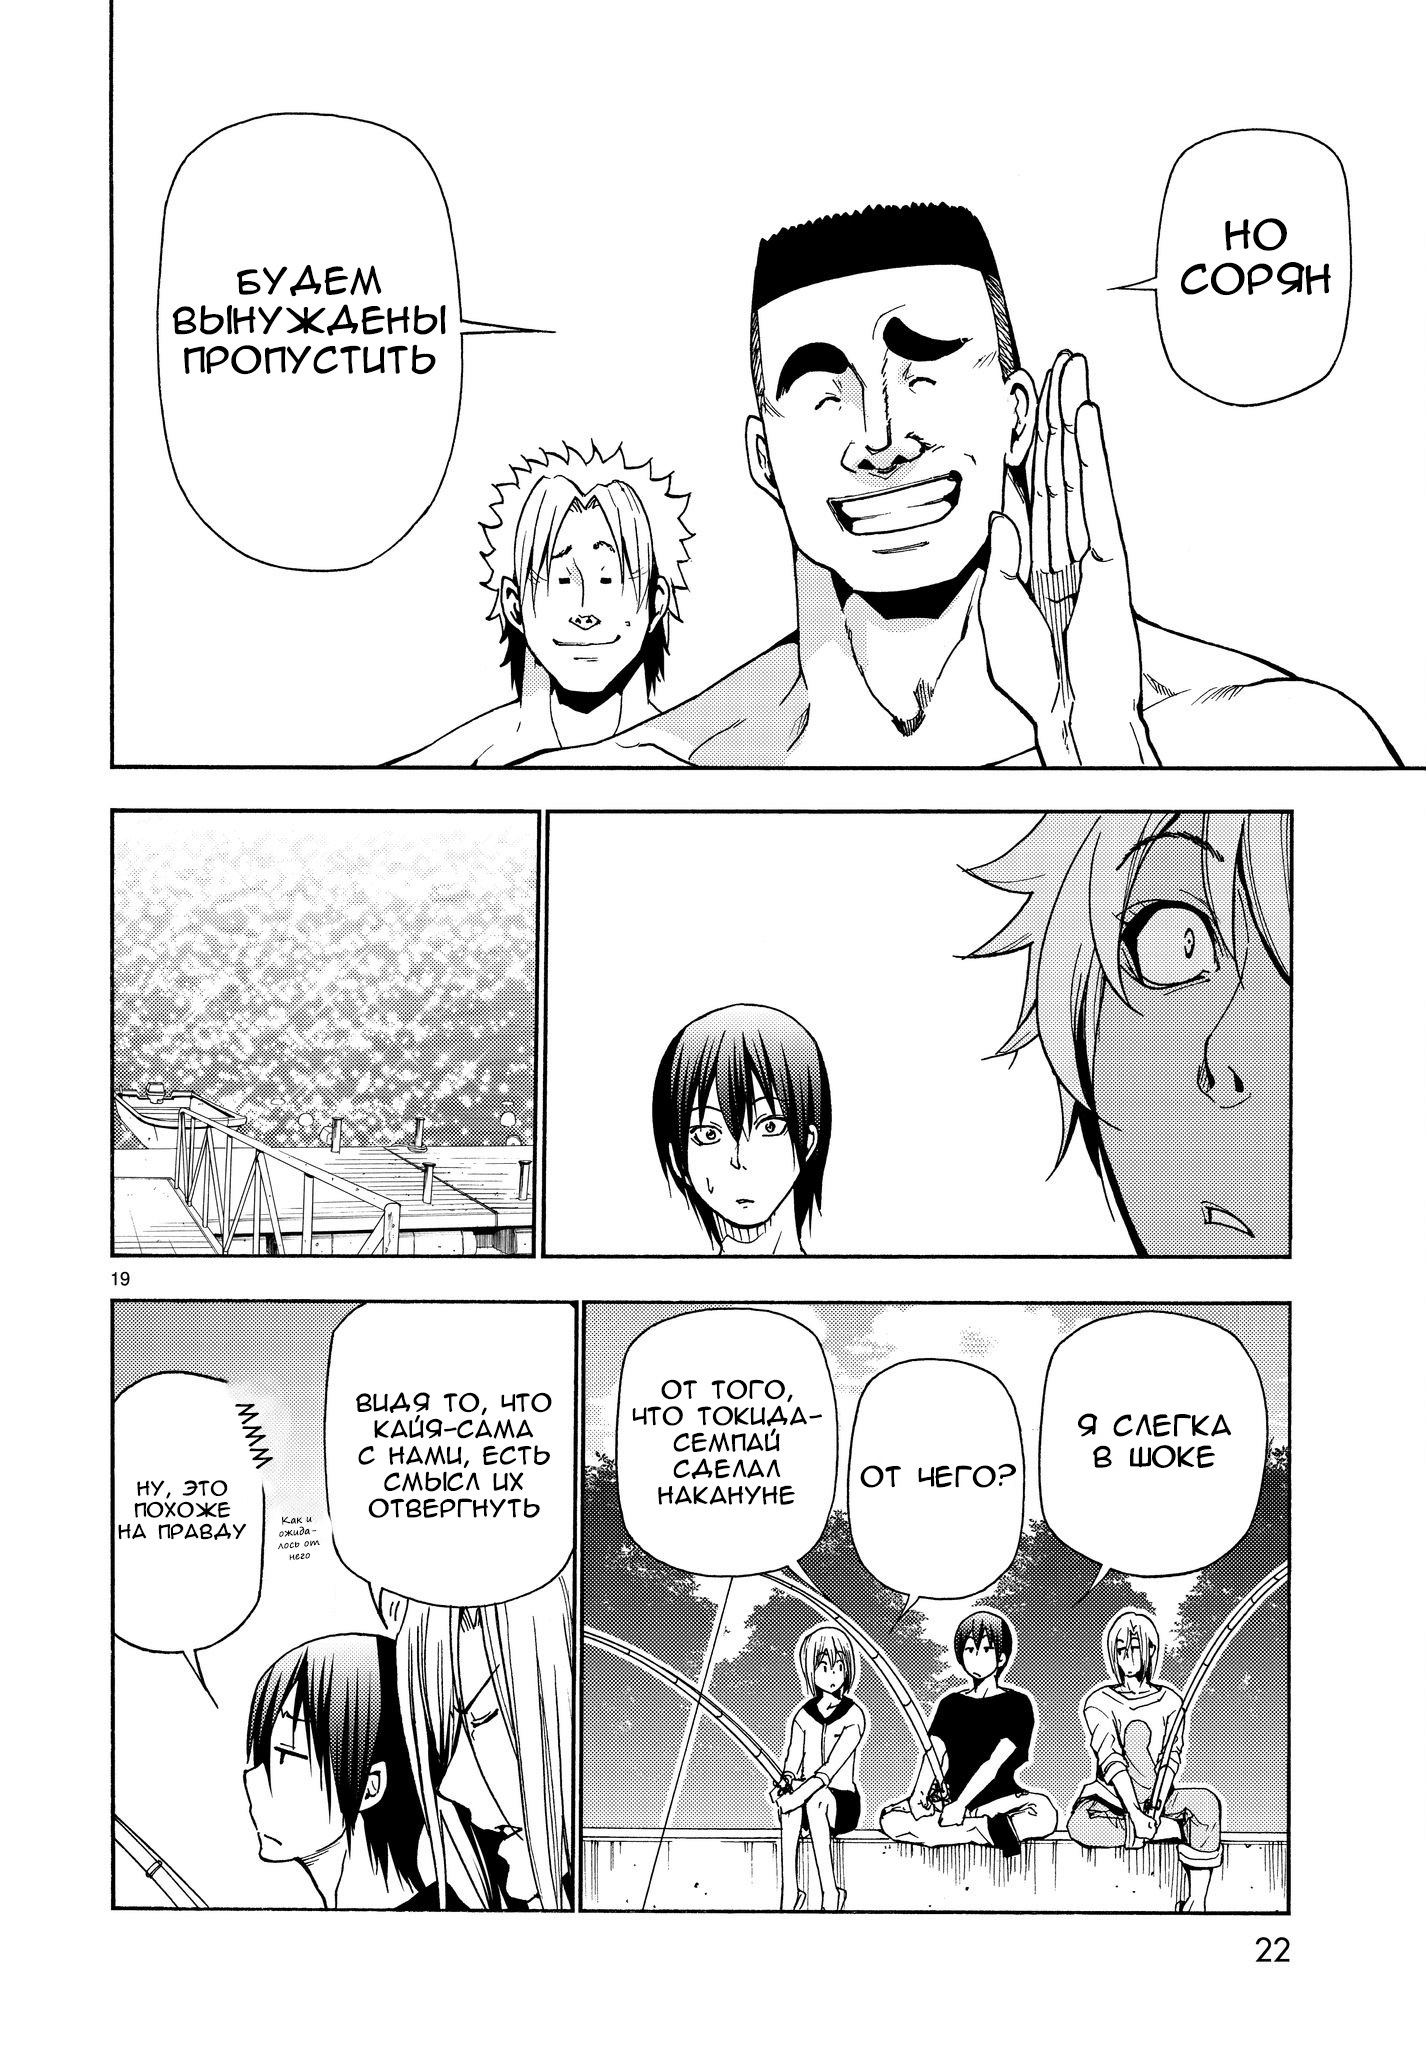 НО
СОРЯН
БУДЕМ
ВЫНУЖДЕНЫ
ПРОПУСТИТЬ
19
Я СЛЕГКА
В ШОКЕ
ОТ ЧЕГО?
ОТ ТОГО,
ЧТО ТОКИДА-
СЕМПАЙ
СДЕЛАЛ
НАКАНУНЕ
ВИДЯ ТО, ЧТО
КАЙЯ-САМА
С НАМИ, ЕСТЬ
СМЫСЛ ИХ
ОТВЕРГНУТЬ
МММ
Как и
ожида-
лось от
него
НУ, ЭТО
ПОХОЖЕ
НА ПРАВДУ
22